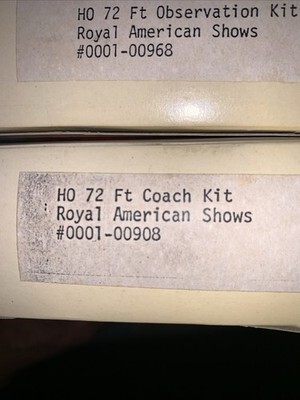 HO 72 Ft Observation Kit
Royal American Shows
#0001-00968
HO 72 Ft Coach Kit
Royal American Shows
#0001-00908